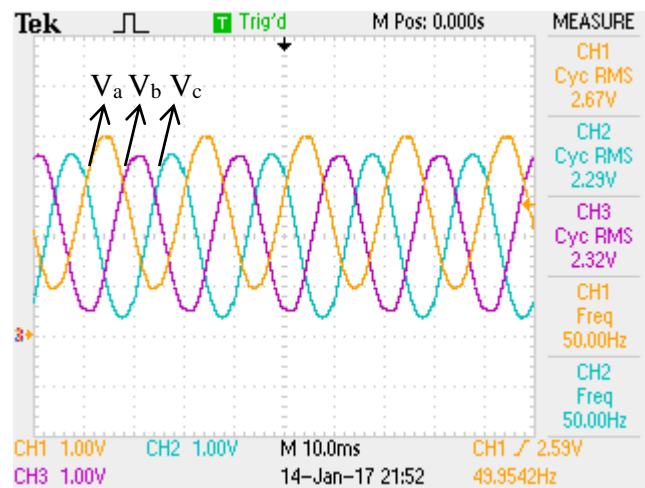 Tek T Trig'd M Pos: 0.000s MEASURE
CH1
Cyc RMS
2.67V
CH2
Cyc RMS
2.29V
CH3
Cyc RMS
2.32V
CH1
Freq
50.00Hz
CH2
Freq
50.00Hz
Va Vb Vc
3
CH1 1.00V CH2 1.00V M 10.0ms CH1 / 2.59V
CH3 1.00V 14-Jan-17 21:52 49.9542Hz